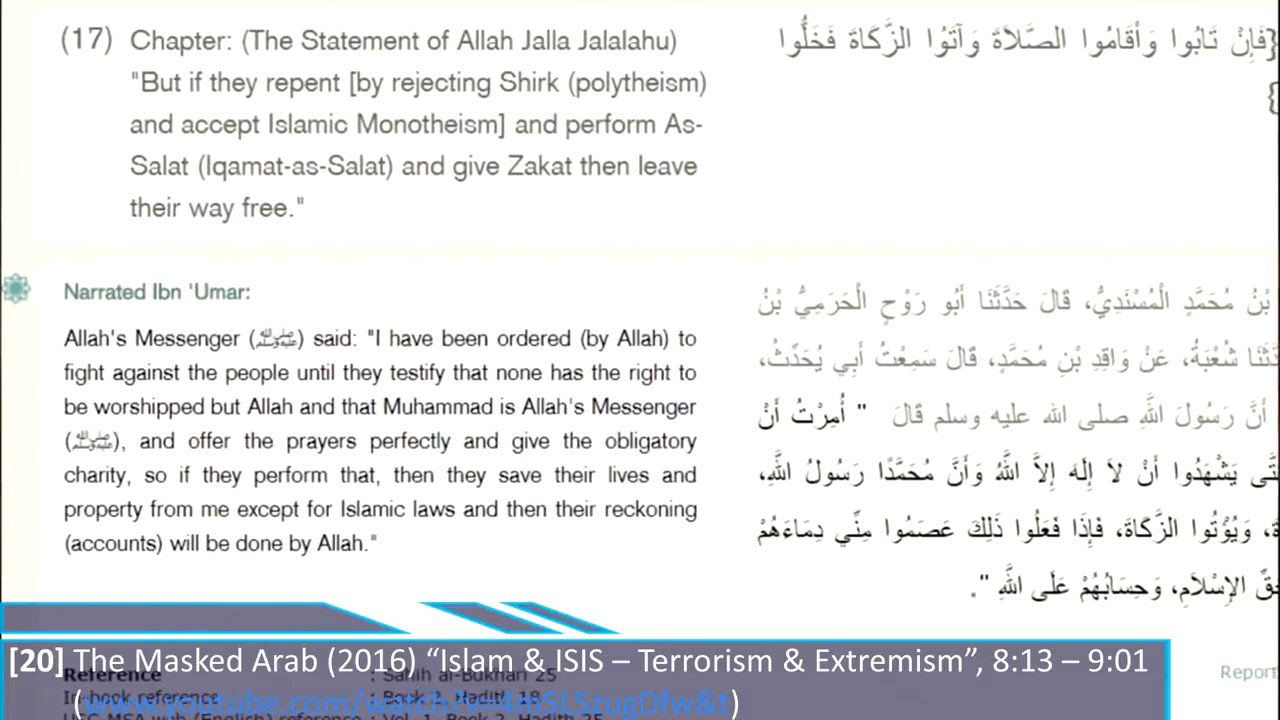 (17) Chapter: (The Statement of Allah Jalla Jalalahu)
"But if they repent [by rejecting Shirk (polytheism)
and accept Islamic Monotheism] and perform As-
Salat (Iqamat-as-Salat) and give Zakat then leave
their way free."
{فَإِنْ تَابُوا وَأَقَامُوا الصَّلاَةَ وَآتَوُا الزَّكَاةَ فَخَلُّوا
}
Narrated Ibn 'Umar:
Allah's Messenger (ﷺ) said: "I have been ordered (by Allah) to
fight against the people until they testify that none has the right to
be worshipped but Allah and that Muhammad is Allah's Messenger
(ﷺ), and offer the prayers perfectly and give the obligatory
charity, so if they perform that, then they save their lives and
property from me except for Islamic laws and then their reckoning
(accounts) will be done by Allah."
بْنُ مُحَمَّدٍ الْمُسْنَدِيُّ، قَالَ حَدَّثَنَا أَبُو رَوْحٍ الْحَرَمِيُّ بْنُ
شُعْبَةُ، عَنْ وَاقِدِ بْنِ مُحَمَّدٍ، قَالَ سَمِعْتُ أَبِي يُحَدِّثُ،
أَنَّ رَسُولَ اللَّهِ صلى الله عليه وسلم قَالَ " أُمِرْتُ أَنْ
يَشْهَدُوا أَنْ لاَ إِلَهَ إِلاَّ اللَّهُ وَأَنَّ مُحَمَّدًا رَسُولُ اللَّهِ،
وَيُؤْتُوا الزَّكَاةَ، فَإِذَا فَعَلُوا ذَلِكَ عَصَمُوا مِنِّي دِمَاءَهُمْ
الإِسْلاَمِ، وَحِسَابُهُمْ عَلَى اللَّهِ ".
[20] The Masked Arab (2016) “Islam & ISIS – Terrorism & Extremism”, 8:13 – 9:01
Reference : Sahih al-Bukhari 25
Report
In-book reference : Book 2, Hadith 18